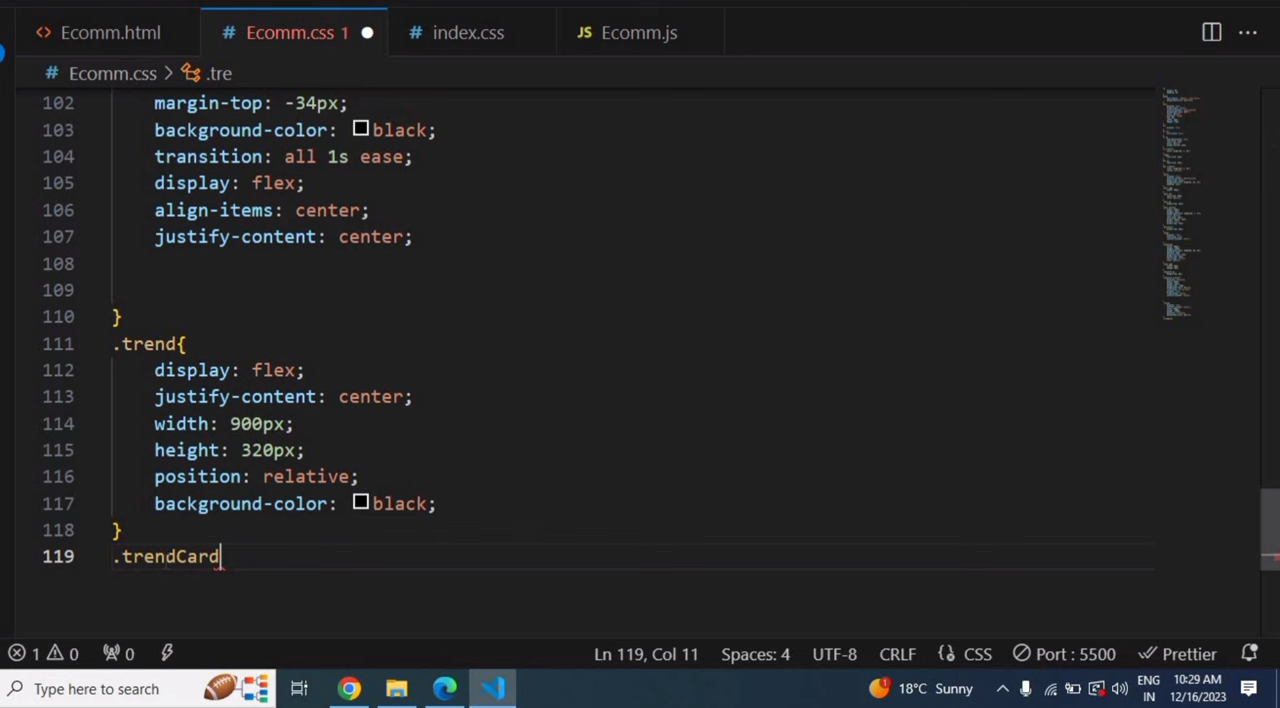 <> Ecomm.html
# Ecomm.css 1
# index.css
JS Ecomm.js
# Ecomm.css > .tre
102 margin-top: -34px;
103 background-color: black;
104 transition: all 1s ease;
105 display: flex;
106 align-items: center;
107 justify-content: center;
108
109
110 }
111 .trend{
112 display: flex;
113 justify-content: center;
114 width: 900px;
115 height: 320px;
116 position: relative;
117 background-color: black;
118 }
119 .trendCard
1 0 0
Ln 119, Col 11
Spaces: 4
UTF-8
CRLF
{} CSS
Port : 5500
Prettier
Type here to search
1
18°C Sunny
ENG
IN
10:29 AM
12/16/2023